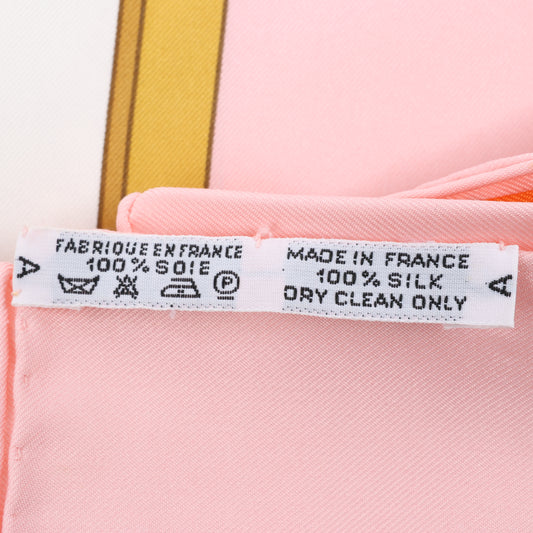 A
FABRIQUE EN FRANCE
100% SOIE
P
MADE IN FRANCE
100% SILK
DRY CLEAN ONLY
A